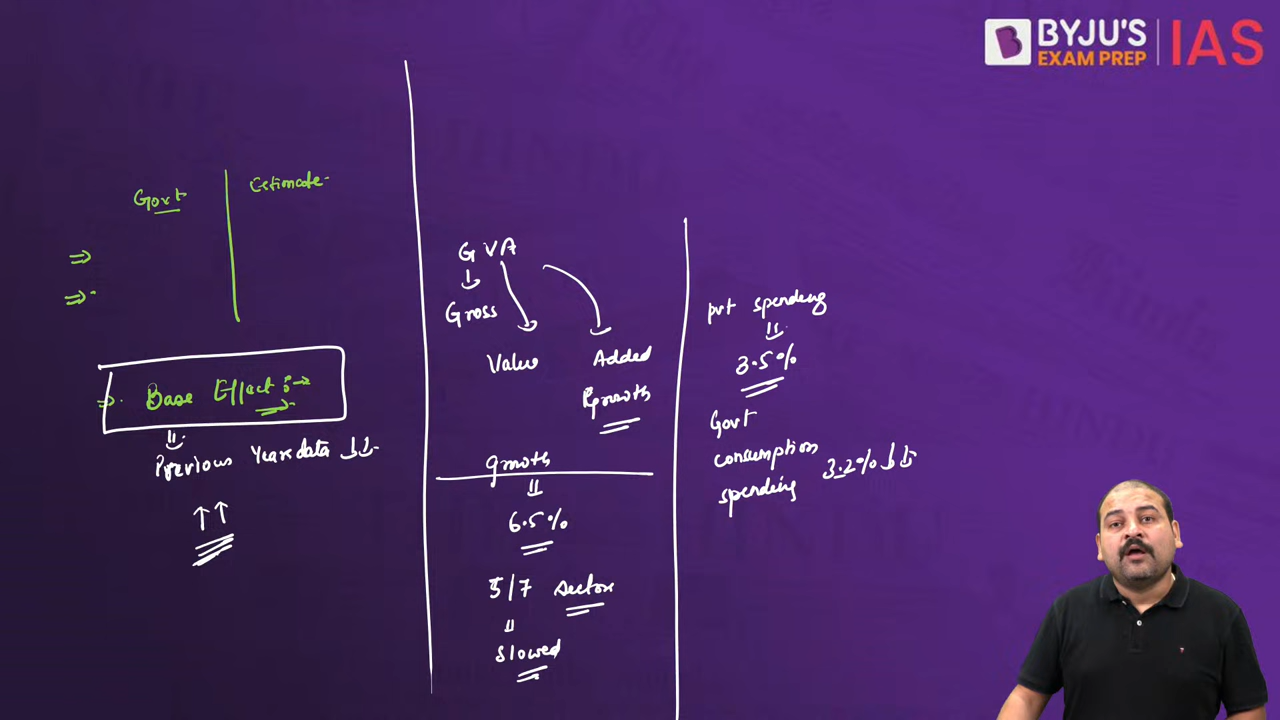 BYJU'S
EXAM PREP
IAS
Govt
Estimate
⇒
⇒
⇒ Base Effect :→
Previous Year data ↓↓
↑↑
GVA
Gross
Value Added
growth
growth
6.5%
5/7 sectors
slowed
pvt spending
3.5%
Govt
consumption
spending 3.2% ↓↓